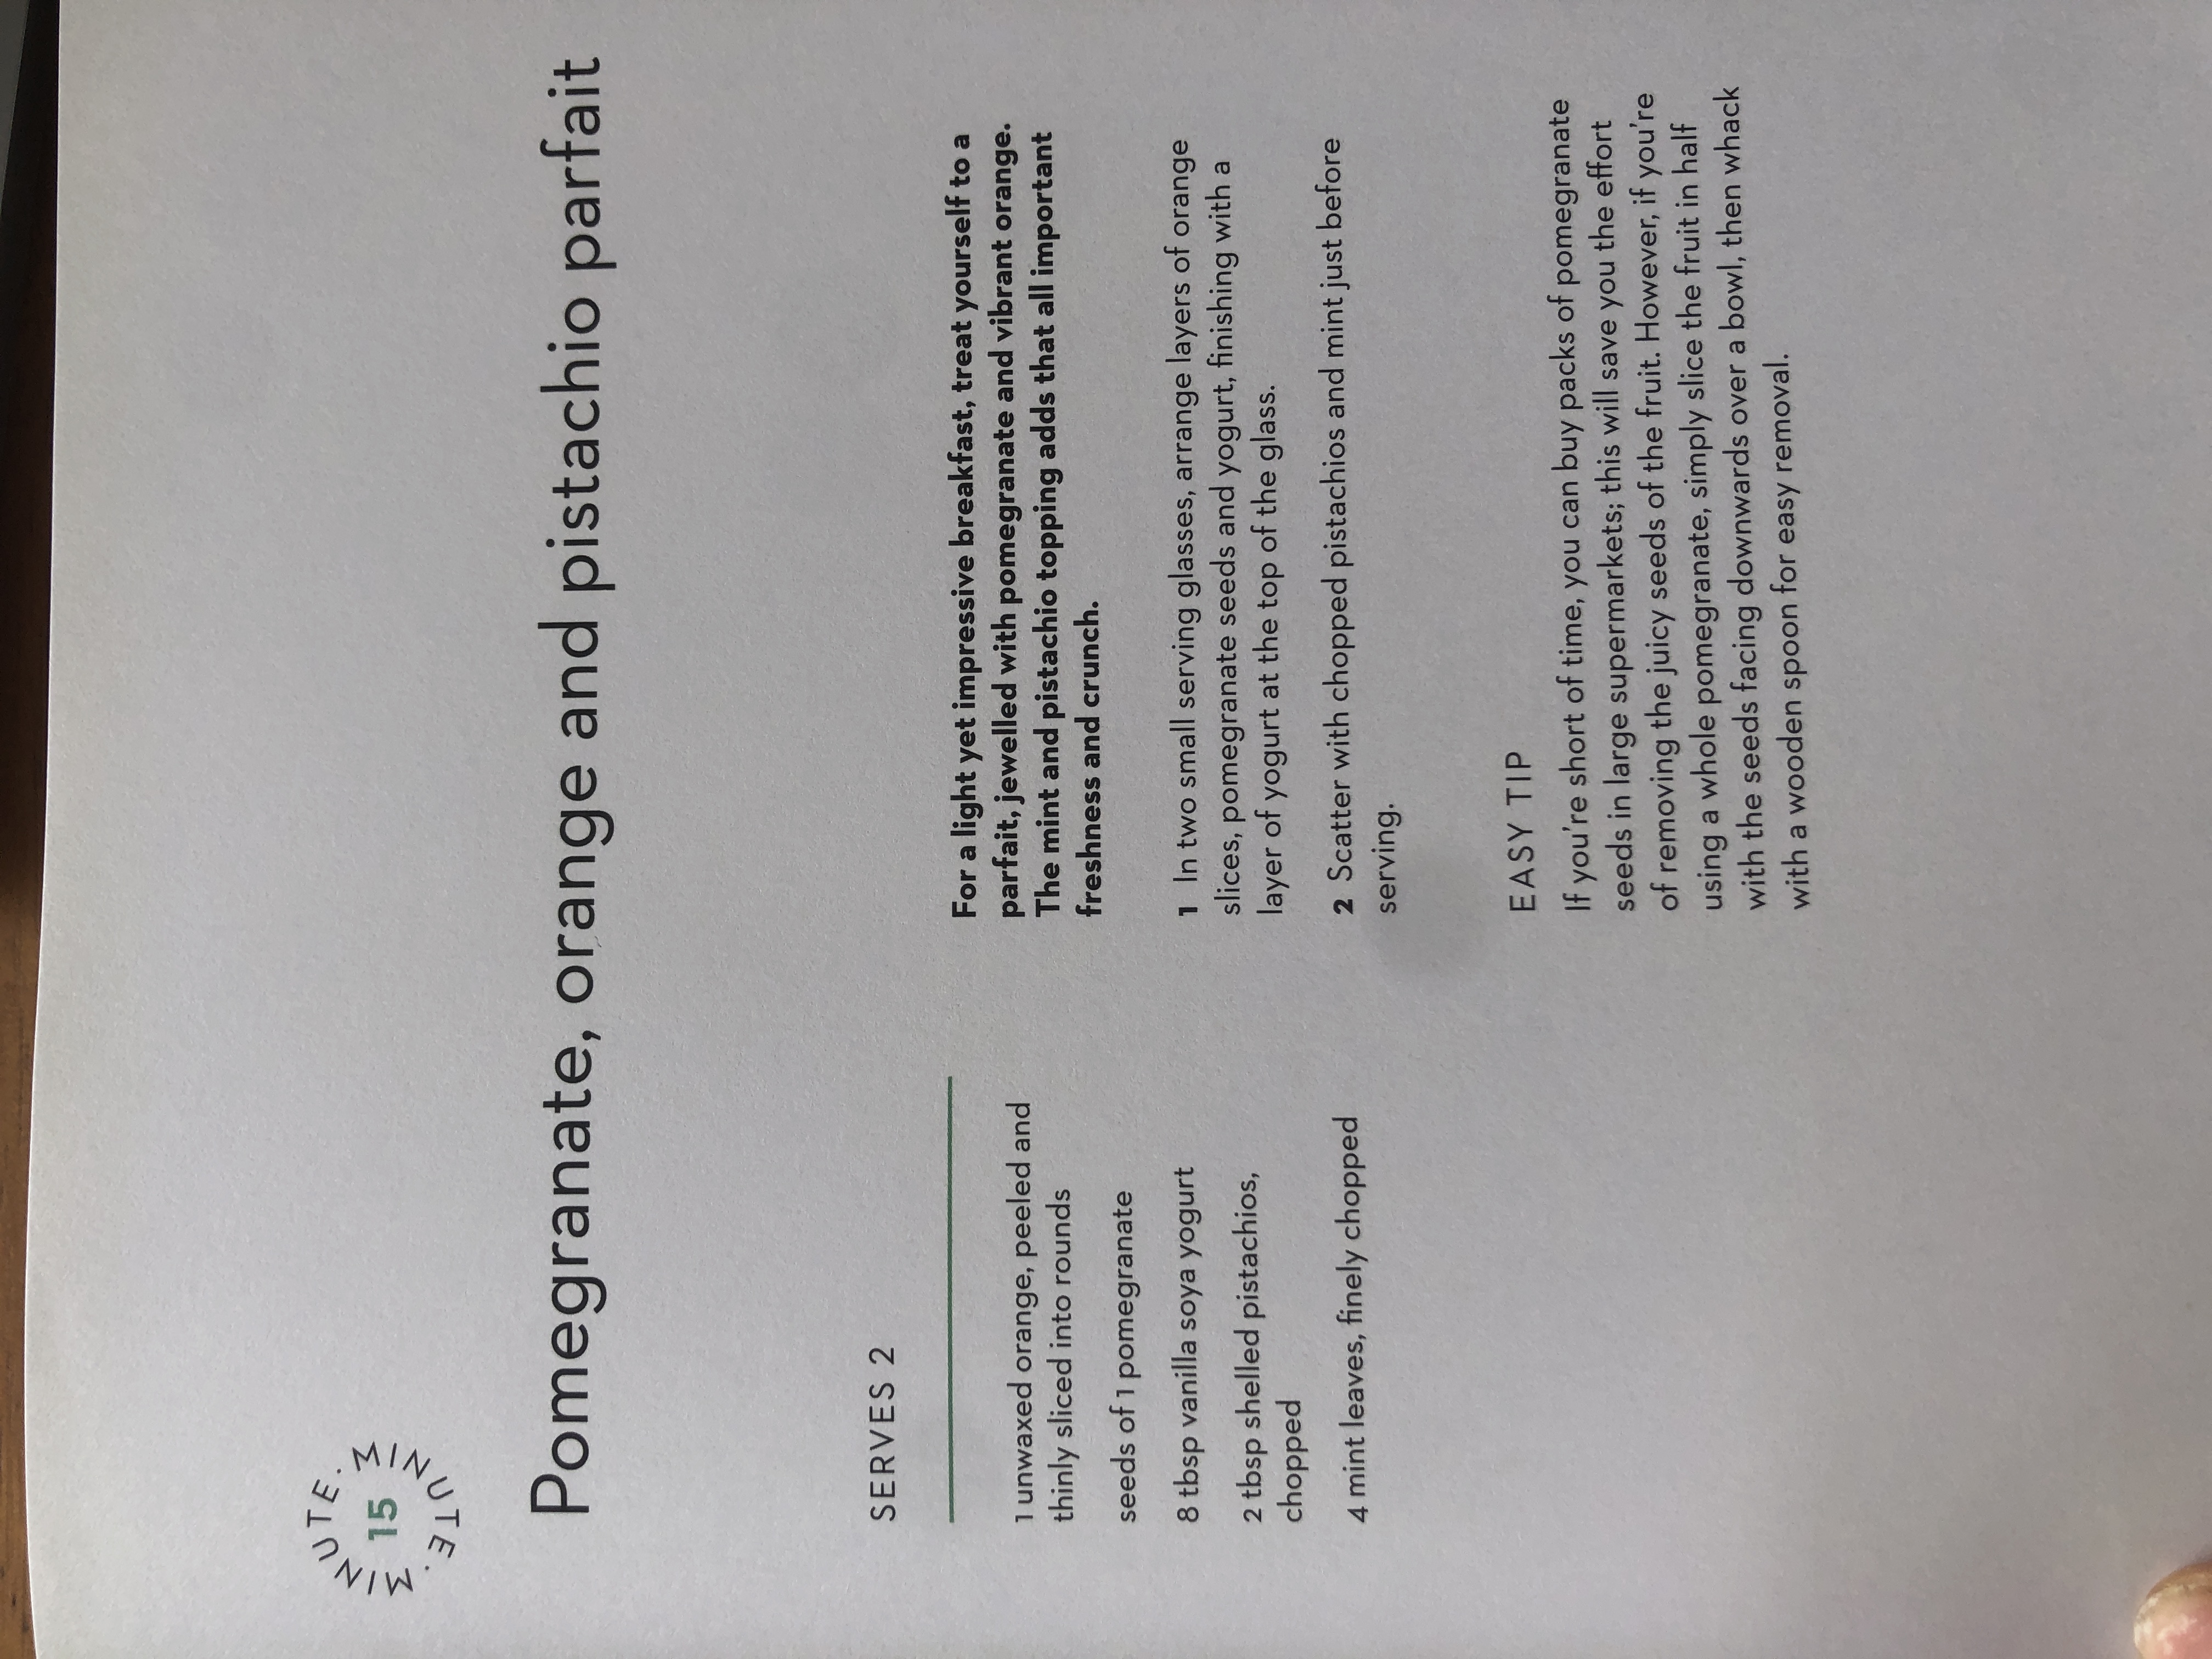 MINUTE · MINUTE ·
15
Pomegranate, orange and pistachio parfait
SERVES 2
1 unwaxed orange, peeled and
thinly sliced into rounds
seeds of 1 pomegranate
8 tbsp vanilla soya yogurt
2 tbsp shelled pistachios,
chopped
4 mint leaves, finely chopped
For a light yet impressive breakfast, treat yourself to a
parfait, jewelled with pomegranate and vibrant orange.
The mint and pistachio topping adds that all important
freshness and crunch.
1 In two small serving glasses, arrange layers of orange
slices, pomegranate seeds and yogurt, finishing with a
layer of yogurt at the top of the glass.
2 Scatter with chopped pistachios and mint just before
serving.
EASY TIP
If you're short of time, you can buy packs of pomegranate
seeds in large supermarkets; this will save you the effort
of removing the juicy seeds of the fruit. However, if you're
using a whole pomegranate, simply slice the fruit in half
with the seeds facing downwards over a bowl, then whack
with a wooden spoon for easy removal.